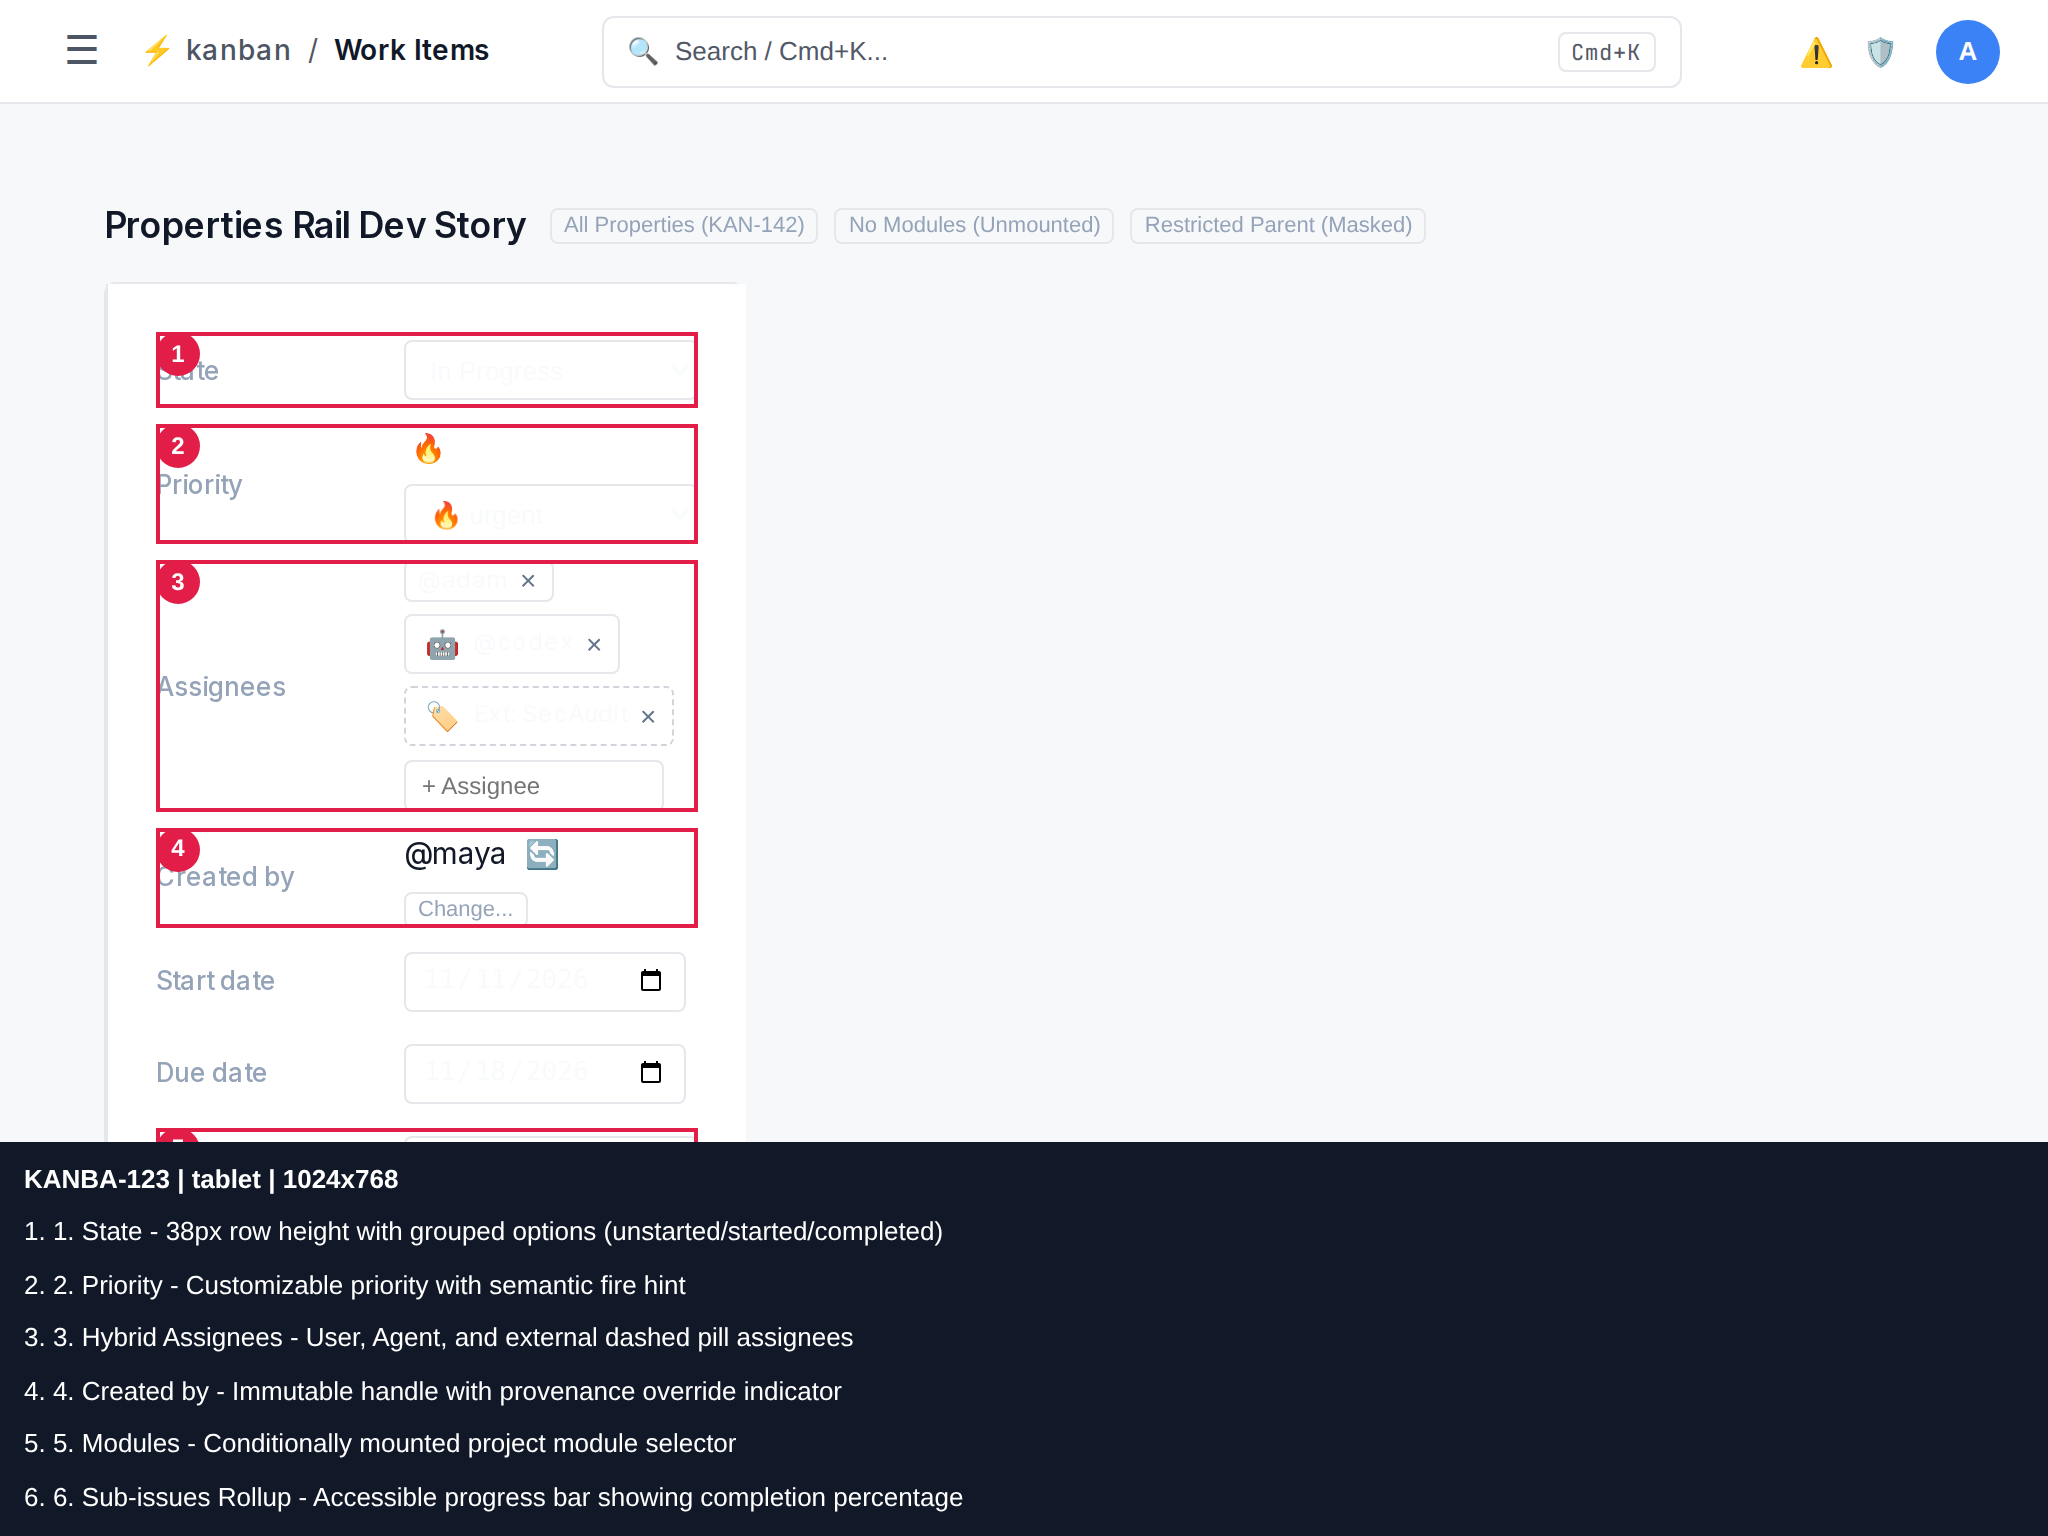 ☰ ⚡ kanban / Work Items
🔍 Search / Cmd+K... Cmd+K
⚠️ 🛡️ A
Properties Rail Dev Story
All Properties (KAN-142) No Modules (Unmounted) Restricted Parent (Masked)
1
State In Progress
2
🔥
Priority
🔥 urgent
3
@adam ×
🤖 @codex ×
Assignees
🏷️ Ext: SecAudit ×
+ Assignee
4
@maya 🔄
Created by
Change...
Start date 11/11/2026
Due date 11/18/2026
KANBA-123 | tablet | 1024x768
1. 1. State - 38px row height with grouped options (unstarted/started/completed)
2. 2. Priority - Customizable priority with semantic fire hint
3. 3. Hybrid Assignees - User, Agent, and external dashed pill assignees
4. 4. Created by - Immutable handle with provenance override indicator
5. 5. Modules - Conditionally mounted project module selector
6. 6. Sub-issues Rollup - Accessible progress bar showing completion percentage